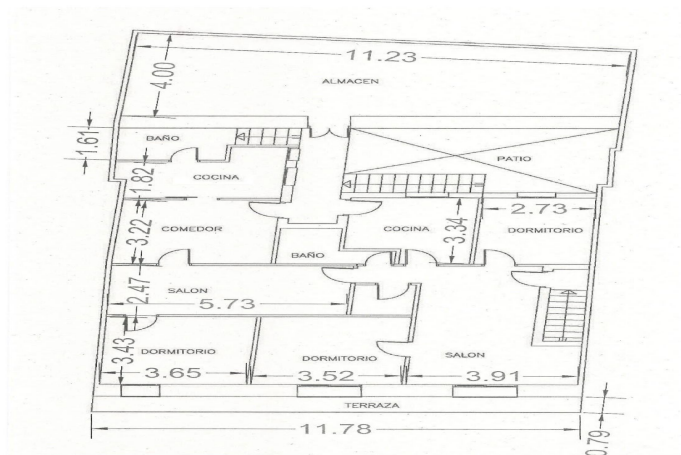 11.23
4.00
ALMACEN
1.61
BAÑO
PATIO
1.82
COCINA
2.73
3.22
COMEDOR
COCINA
3.34
DORMITORIO
BAÑO
2.47
SALON
5.73
3.43
DORMITORIO
DORMITORIO
SALON
3.65
3.52
3.91
TERRAZA
11.78
0.79